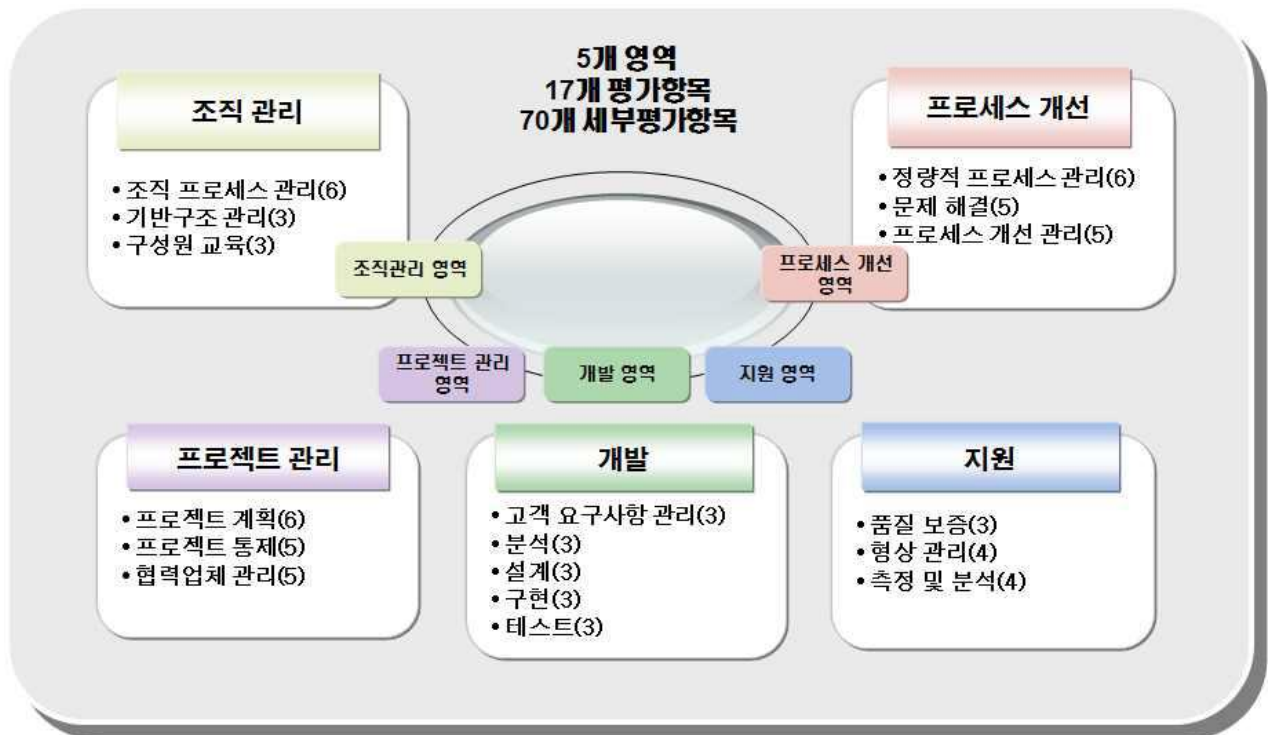 5개 영역
17개 평가항목
70개 세부평가항목
조직 관리
• 조직 프로세스 관리(6)
• 기반구조 관리(3)
• 구성원 교육(3)
프로세스 개선
• 정량적 프로세스 관리(6)
• 문제 해결(5)
• 프로세스 개선 관리(5)
조직관리 영역
프로세스 개선
영역
프로젝트 관리
영역
개발 영역
지원 영역
프로젝트 관리
• 프로젝트 계획(6)
• 프로젝트 통제(5)
• 협력업체 관리(5)
개발
• 고객 요구사항 관리(3)
• 분석(3)
• 설계(3)
• 구현(3)
• 테스트(3)
지원
• 품질 보증(3)
• 형상 관리(4)
• 측정 및 분석(4)